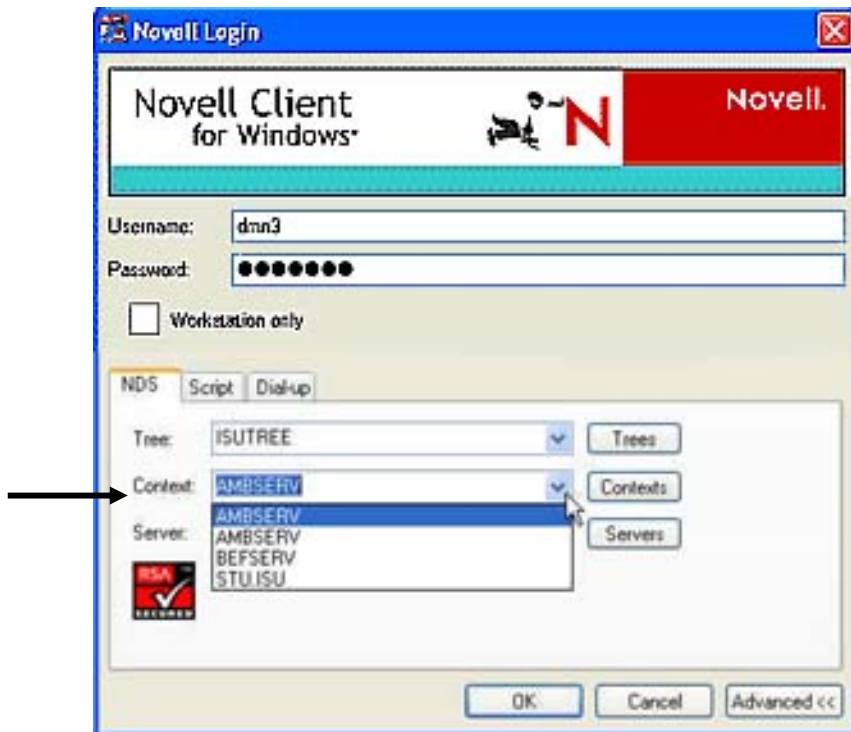 Novell Login
Novell Client
for Windows•
N
Novell.
Username: dmn3
Password: ●●●●●●●
Workstation only
NDS Script Dial-up
Tree: ISUTREE Trees
Context: AMBSERV Contexts
AMBSERV
Server: AMBSERV Servers
BEFSERV
STU.ISU
RSA
SECURED
OK Cancel Advanced <<